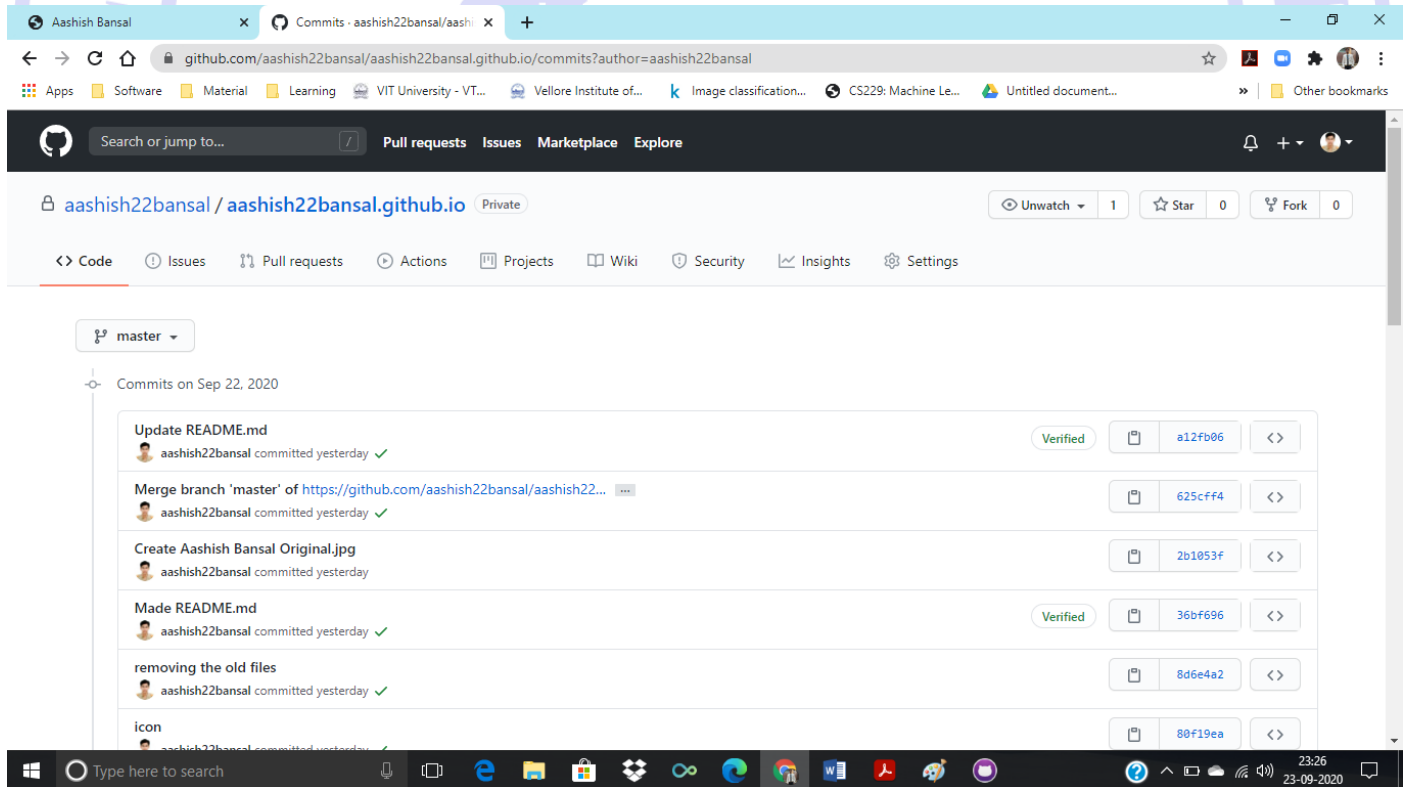 Aashish Bansal
Commits · aashish22bansal/aashi
github.com/aashish22bansal/aashish22bansal.github.io/commits?author=aashish22bansal
Apps Software Material Learning VIT University - VT... Vellore Institute of... Image classification... CS229: Machine Le... Untitled document... » Other bookmarks
Search or jump to... / Pull requests Issues Marketplace Explore
aashish22bansal / aashish22bansal.github.io Private Unwatch 1 Star 0 Fork 0
<> Code Issues Pull requests Actions Projects Wiki Security Insights Settings
master
Commits on Sep 22, 2020
Update README.md
aashish22bansal committed yesterday ✓
Verified a12fb06 <>
Merge branch 'master' of https://github.com/aashish22bansal/aashish22... ...
aashish22bansal committed yesterday ✓
625cff4 <>
Create Aashish Bansal Original.jpg
aashish22bansal committed yesterday
2b1053f <>
Made README.md
aashish22bansal committed yesterday ✓
Verified 36bf696 <>
removing the old files
aashish22bansal committed yesterday ✓
8d6e4a2 <>
icon
aashish22bansal committed yesterday ✓
80f19ea <>
Type here to search
23:26
23-09-2020